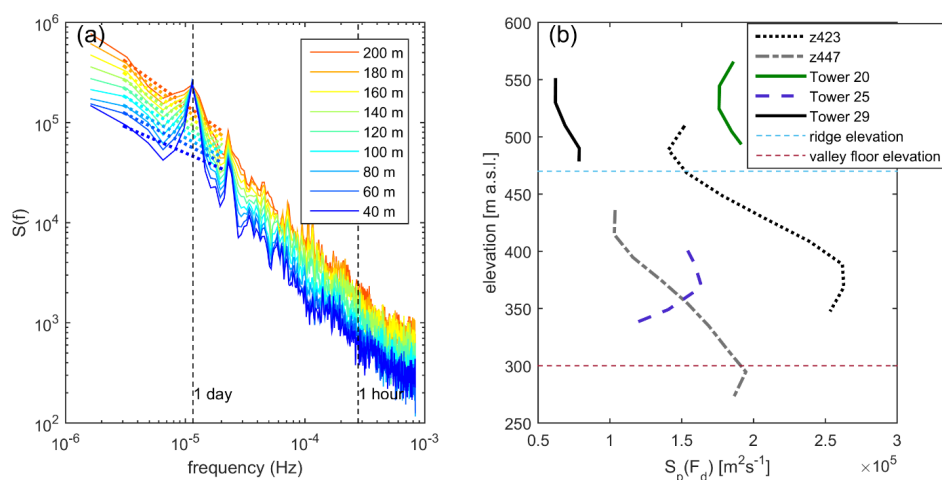 (a)
10^6
10^5
10^4
10^3
10^2
S(f)
200 m
180 m
160 m
140 m
120 m
100 m
80 m
60 m
40 m
1 day
1 hour
10^-6
10^-5
10^-4
10^-3
frequency (Hz)
(b)
600
550
500
450
400
350
300
250
elevation [m a.s.l.]
z423
z447
Tower 20
Tower 25
Tower 29
ridge elevation
valley floor elevation
0.5
1
1.5
2
2.5
3
×10^5
S_p(F_d) [m^2s^-1]